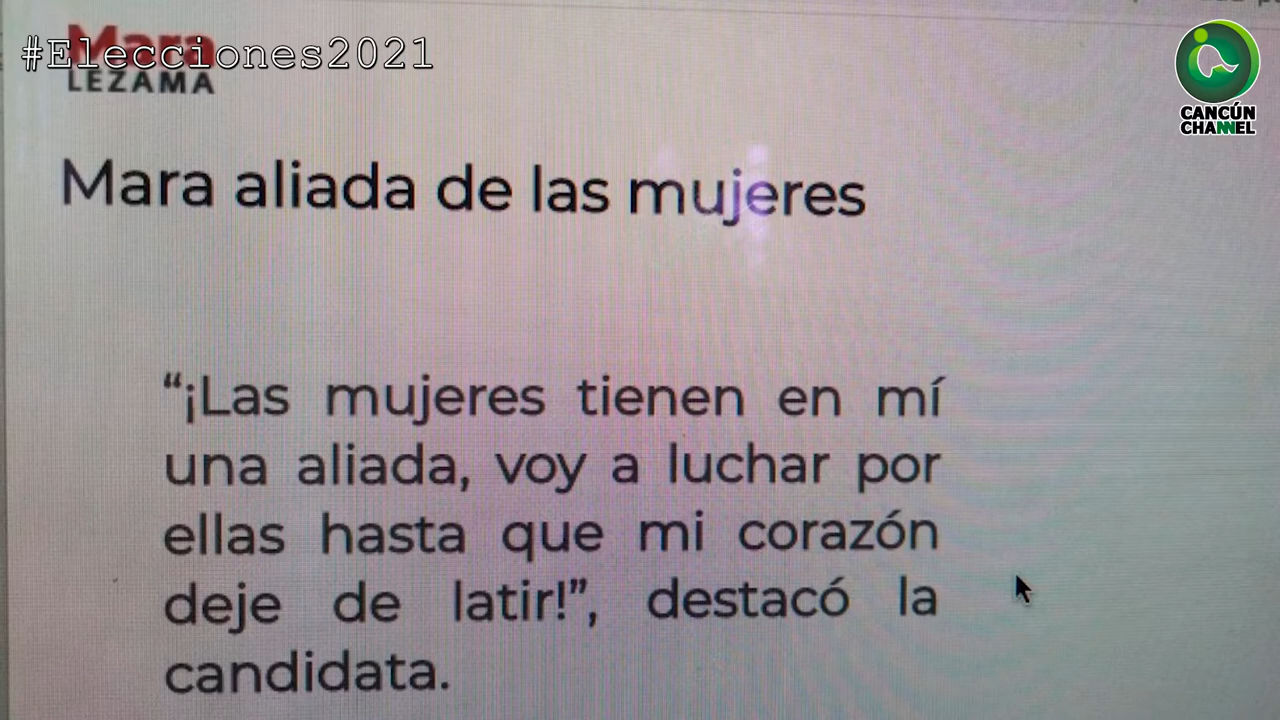 #Elecciones2021
Mara
LEZAMA
CANCÚN
CHANNEL
Mara aliada de las mujeres
“¡Las mujeres tienen en mí
una aliada, voy a luchar por
ellas hasta que mi corazón
deje de latir!”, destacó la
candidata.